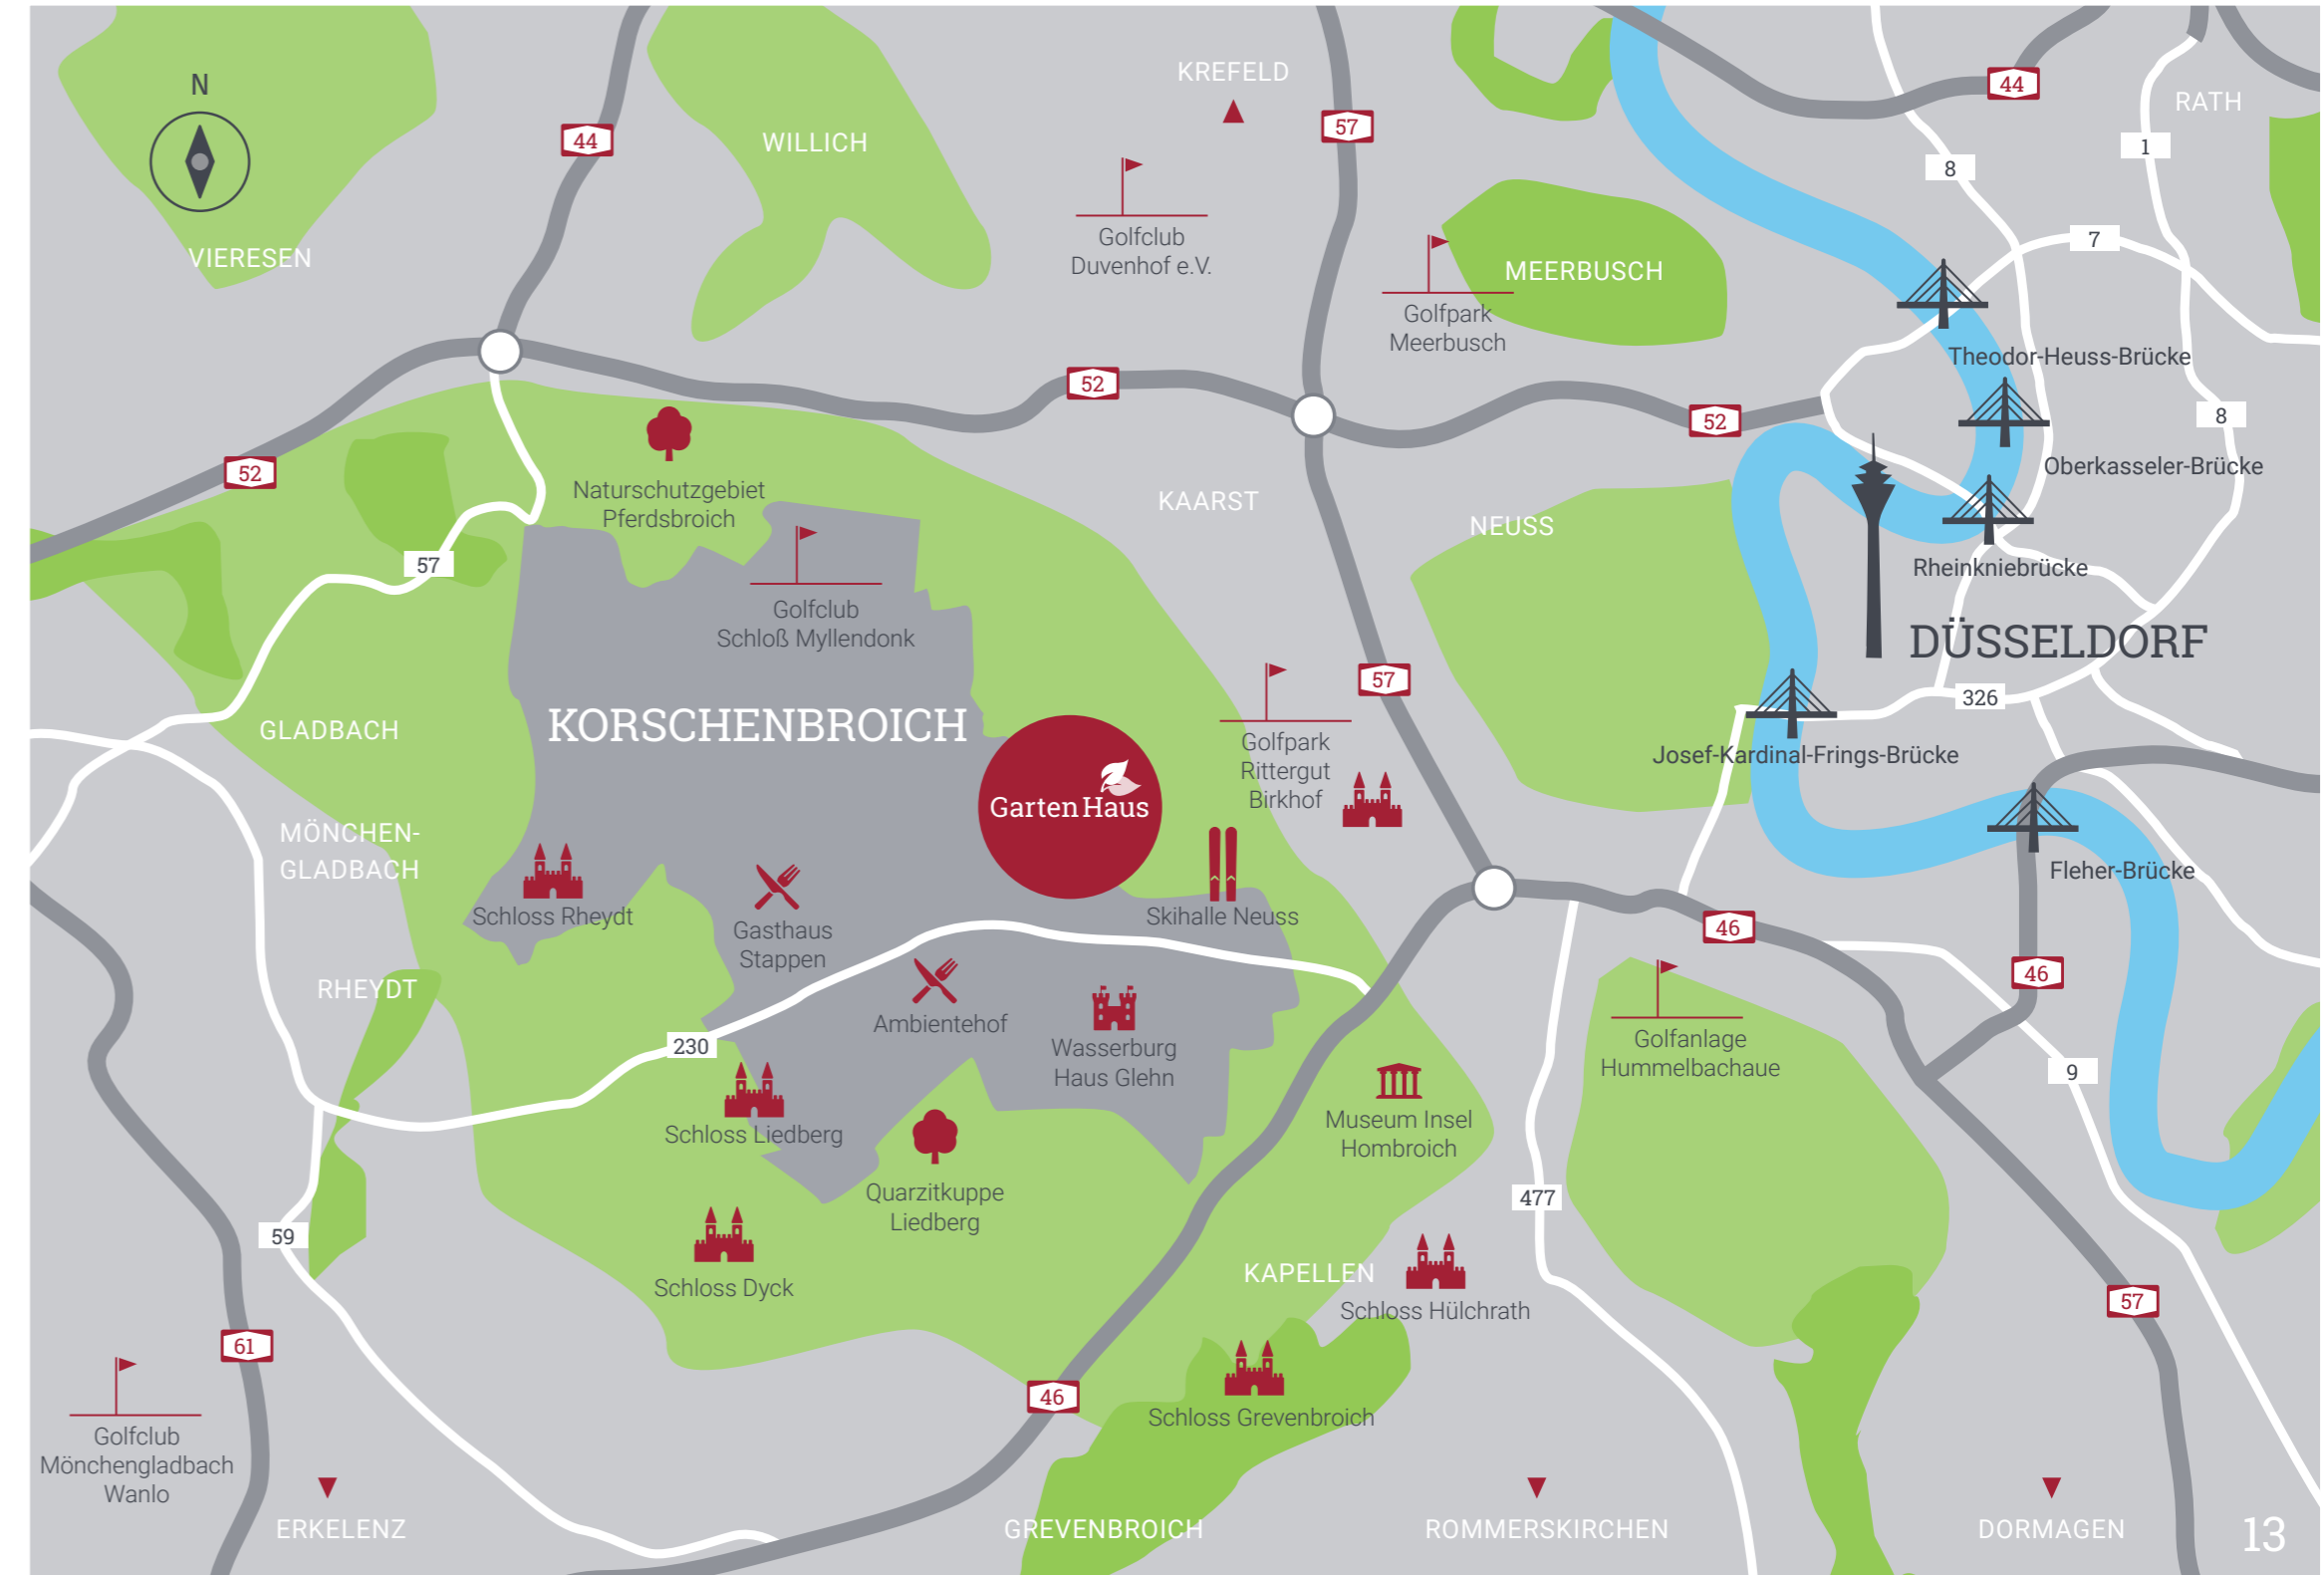 N
44
WILLICH
KREFELD
57
44
RATH
8
1
7
VIERESEN
Golfclub
Duvenhof e.V.
MEERBUSCH
Golfpark
Meerbusch
Theodor-Heuss-Brücke
52
52
52
8
Oberkasseler-Brücke
Naturschutzgebiet
Pferdsbroich
KAARST
NEUSS
57
Rheinkniebrücke
Golfclub
Schloß Myllendonk
DÜSSELDORF
57
326
GLADBACH
KORSCHENBROICH
Golfpark
Rittergut
Birkhof
Josef-Kardinal-Frings-Brücke
Garten Haus
MÖNCHEN-
GLADBACH
Fleher-Brücke
Schloss Rheydt
Gasthaus
Stappen
Skihalle Neuss
46
46
RHEYDT
Ambientehof
230
Wasserburg
Haus Glehn
Golfanlage
Hummelbachaue
9
Schloss Liedberg
Museum Insel
Hombroich
Quarzitkuppe
Liedberg
477
59
Schloss Dyck
KAPELLEN
Schloss Hülchrath
57
61
46
Schloss Grevenbroich
Golfclub
Mönchengladbach
Wanlo
ERKELENZ
GREVENBROICH
ROMMERSKIRCHEN
DORMAGEN
13